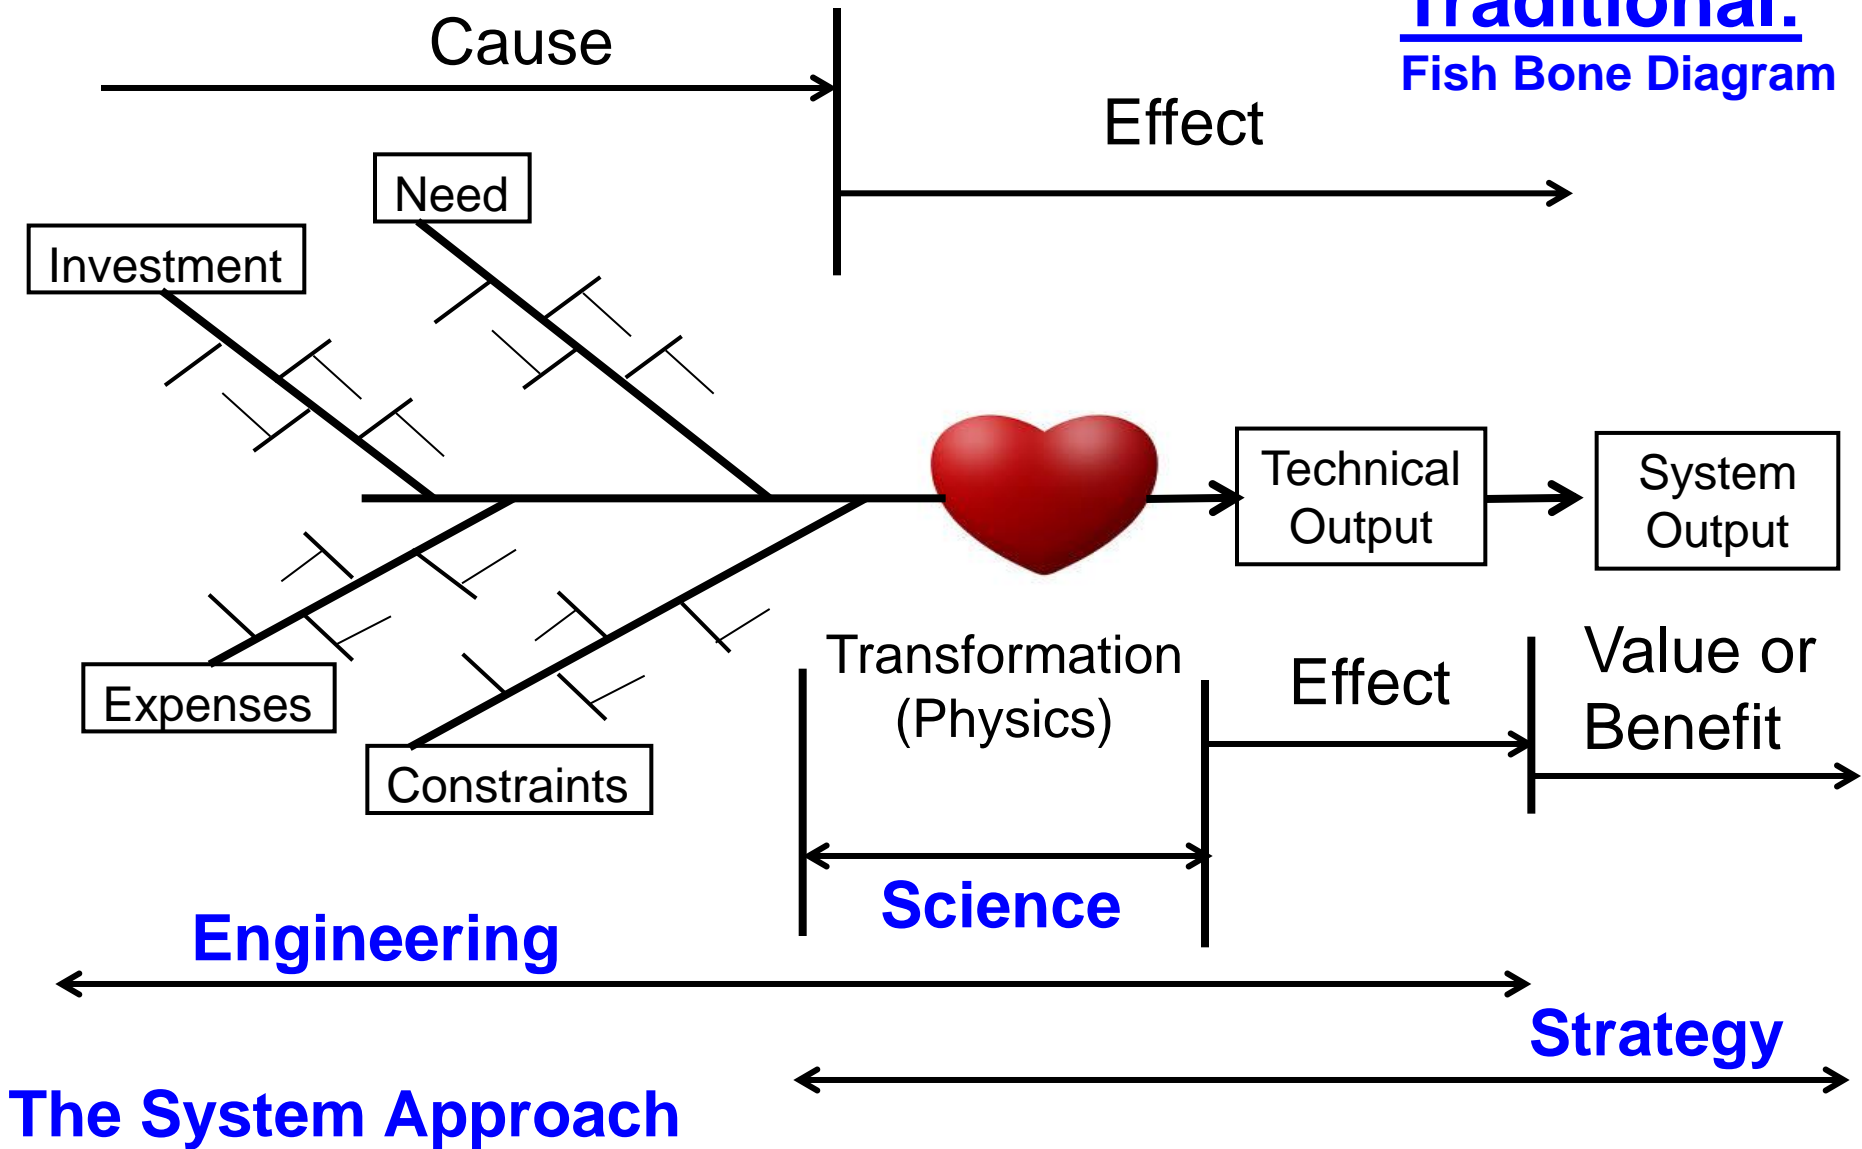 Traditional:
Fish Bone Diagram
Cause
Effect
Need
Investment
Technical
Output
System
Output
Expenses
Constraints
Transformation
(Physics)
Effect
Value or
Benefit
Science
Engineering
Strategy
The System Approach